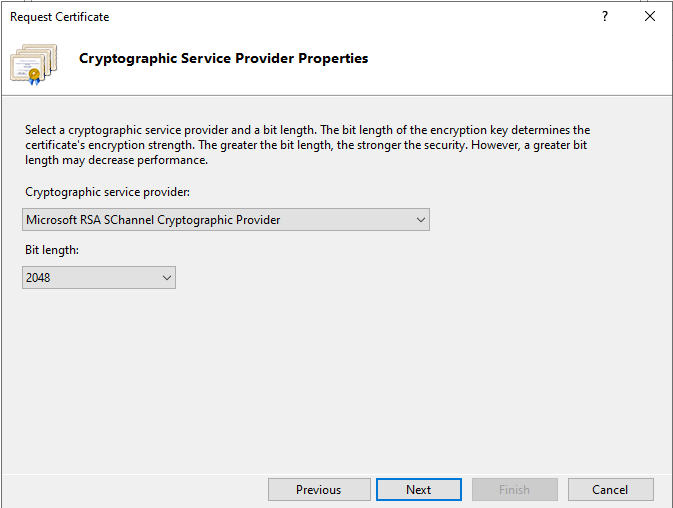 Request Certificate
?
Cryptographic Service Provider Properties
Select a cryptographic service provider and a bit length. The bit length of the encryption key determines the
certificate's encryption strength. The greater the bit length, the stronger the security. However, a greater bit
length may decrease performance.
Cryptographic service provider:
Microsoft RSA SChannel Cryptographic Provider
Bit length:
2048
Previous Next Finish Cancel